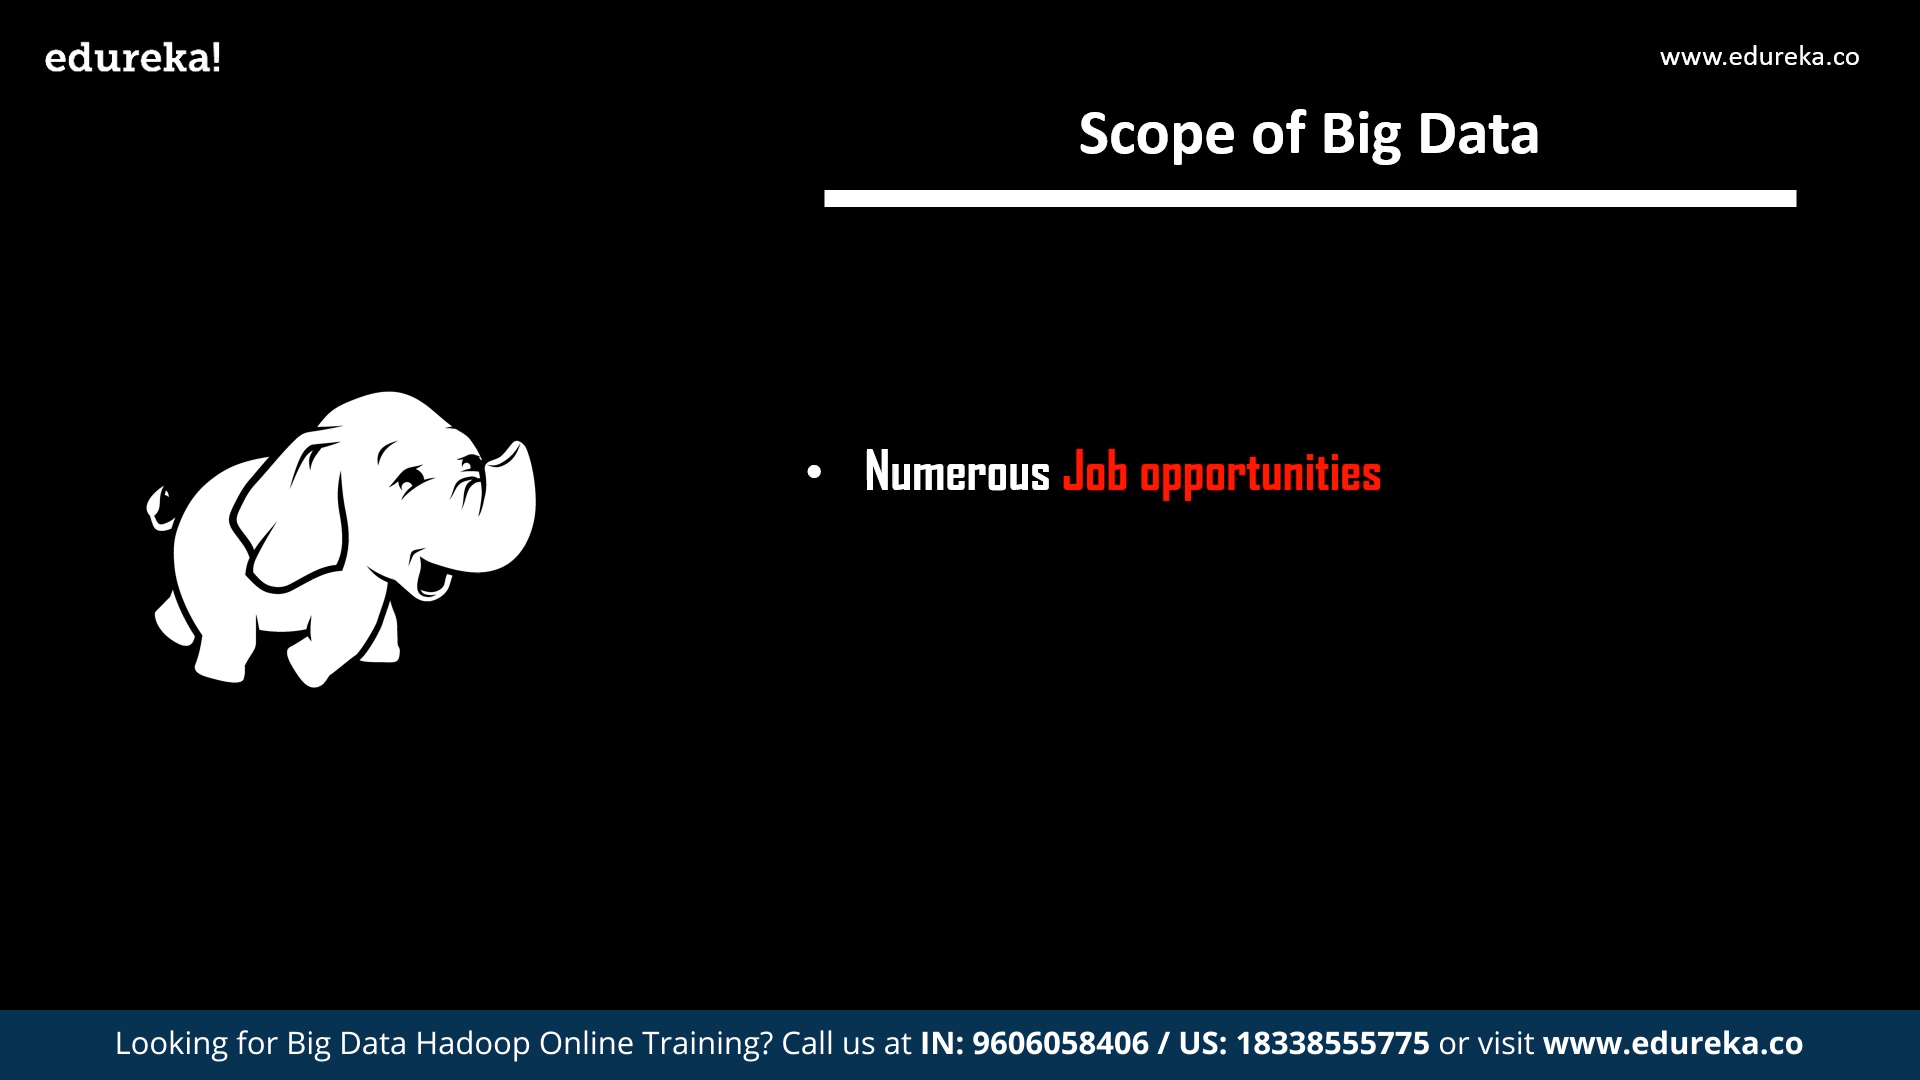 edureka!
www.edureka.co
Scope of Big Data
• Numerous Job opportunities
Looking for Big Data Hadoop Online Training? Call us at IN: 9606058406 / US: 18338555775 or visit www.edureka.co